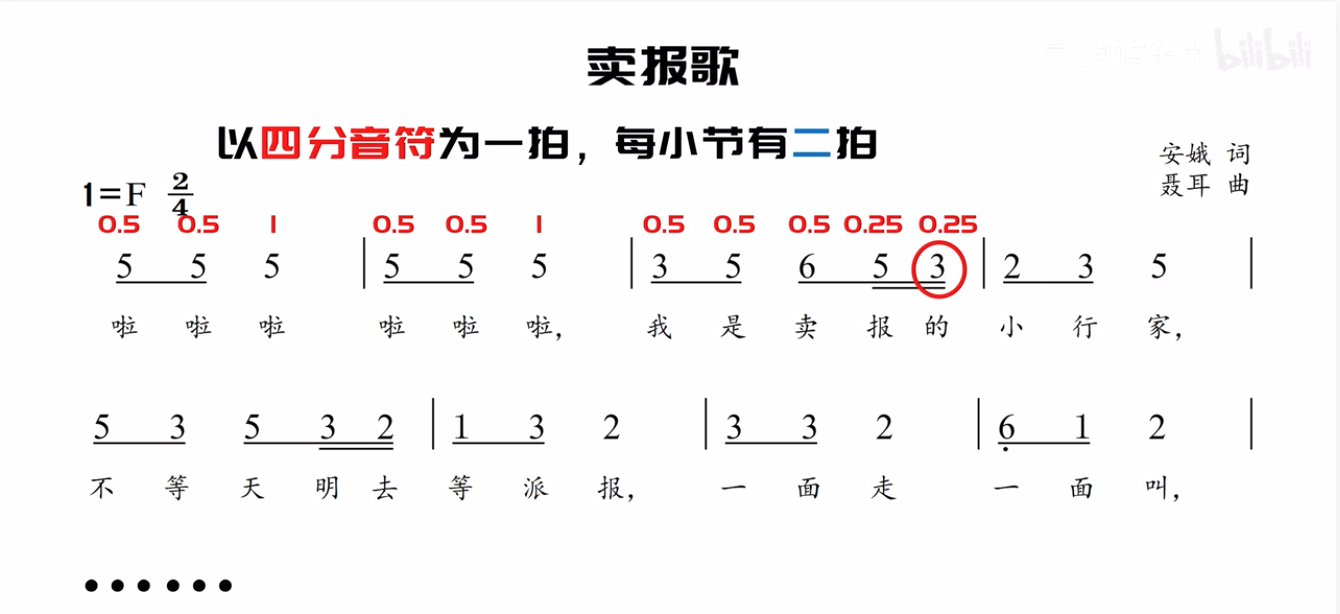 bilibili
卖报歌
以四分音符为一拍，每小节有二拍
安娥 词
1=F 2/4
聂耳 曲
0.5 0.5 1 0.5 0.5 1 0.5 0.5 0.5 0.25 0.25
5 5 5 | 5 5 5 | 3 5 6 5 3 | 2 3 5 |
啦 啦 啦 啦 啦 啦， 我 是 卖 报 的 小 行 家，
5 3 5 3 2 | 1 3 2 | 3 3 2 | 6̣ 1 2 |
不 等 天 明 去 等 派 报， 一 面 走 一 面 叫，
••••••